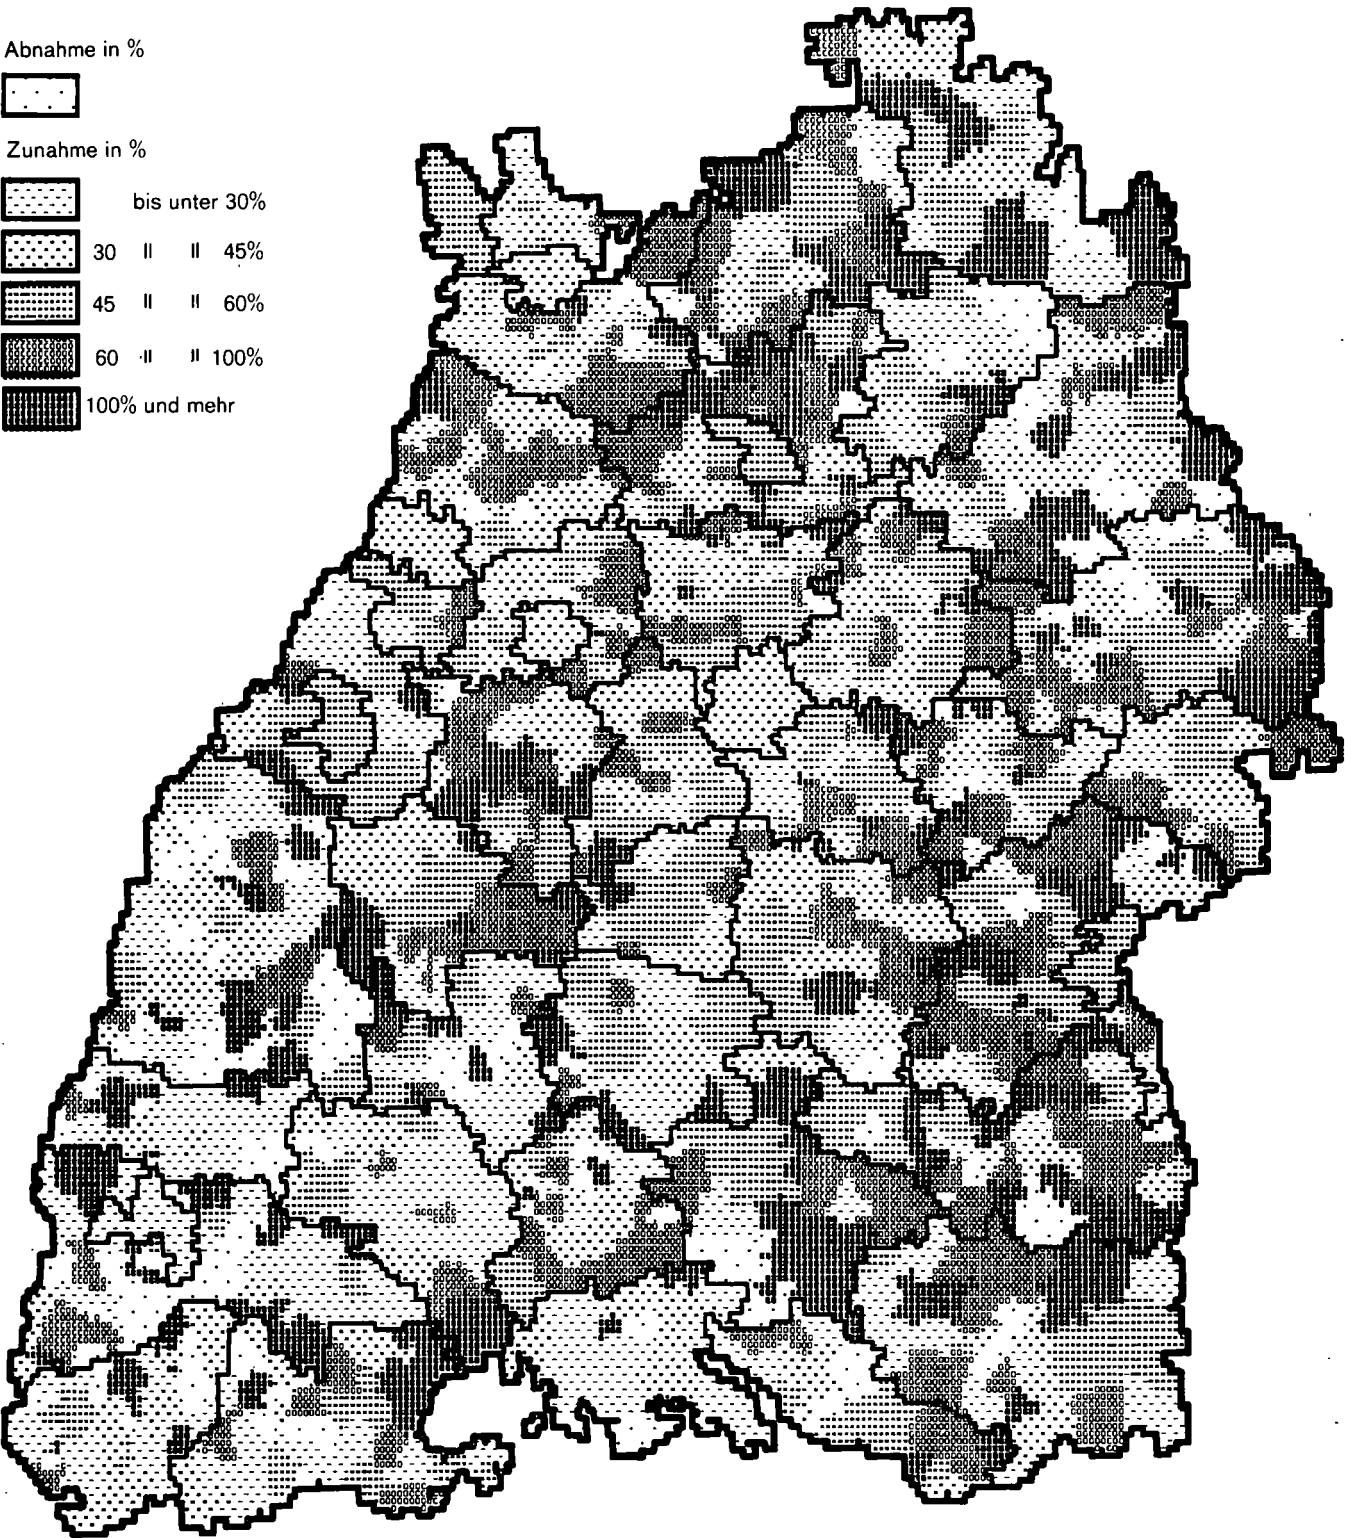 Abnahme in %
Zunahme in %
bis unter 30%
30 " " 45%
45 " " 60%
60 " " 100%
100% und mehr